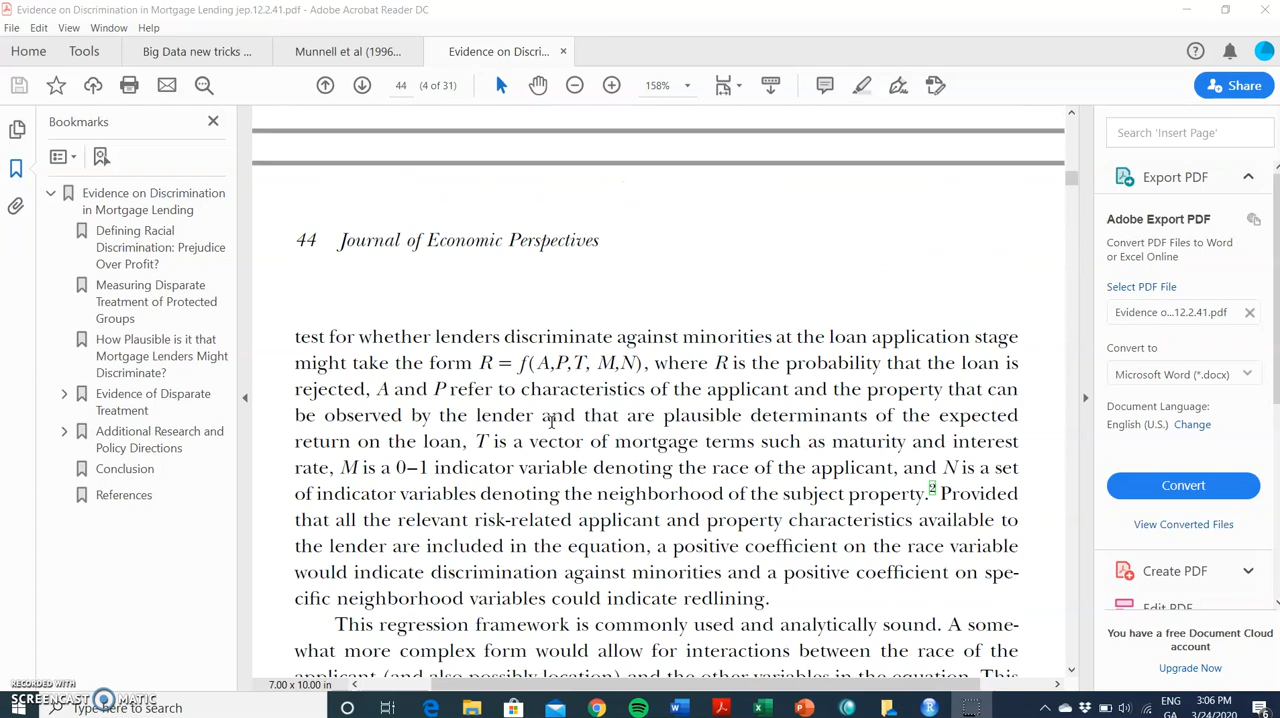 Evidence on Discrimination in Mortgage Lending jep.12.2.41.pdf - Adobe Acrobat Reader DC
File Edit View Window Help
Home Tools Big Data new tricks ... Munnell et al (1996... Evidence on Discri... ×
44 (4 of 31) 158% Share
Bookmarks
Evidence on Discrimination
in Mortgage Lending
Defining Racial
Discrimination: Prejudice
Over Profit?
Measuring Disparate
Treatment of Protected
Groups
How Plausible is it that
Mortgage Lenders Might
Discriminate?
Evidence of Disparate
Treatment
Additional Research and
Policy Directions
Conclusion
References
44 Journal of Economic Perspectives
test for whether lenders discriminate against minorities at the loan application stage
might take the form R = f(A,P,T, M,N), where R is the probability that the loan is
rejected, A and P refer to characteristics of the applicant and the property that can
be observed by the lender and that are plausible determinants of the expected
return on the loan, T is a vector of mortgage terms such as maturity and interest
rate, M is a 0–1 indicator variable denoting the race of the applicant, and N is a set
of indicator variables denoting the neighborhood of the subject property.2 Provided
that all the relevant risk-related applicant and property characteristics available to
the lender are included in the equation, a positive coefficient on the race variable
would indicate discrimination against minorities and a positive coefficient on spe-
cific neighborhood variables could indicate redlining.
This regression framework is commonly used and analytically sound. A some-
what more complex form would allow for interactions between the race of the
applicant (and also possibly location) and the other variables in the equation. This
7.00 x 10.00 in
Search 'Insert Page'
Export PDF
Adobe Export PDF
Convert PDF Files to Word
or Excel Online
Select PDF File
Evidence o...12.2.41.pdf
Convert to
Microsoft Word (*.docx)
Document Language:
English (U.S.) Change
Convert
View Converted Files
Create PDF
Edit PDF
You have a free Document Cloud
account
Upgrade Now
RECORDED WITH
SCREENCAST MATIC
Type here to search
ENG
GA
3:06 PM
3/24/2020
6